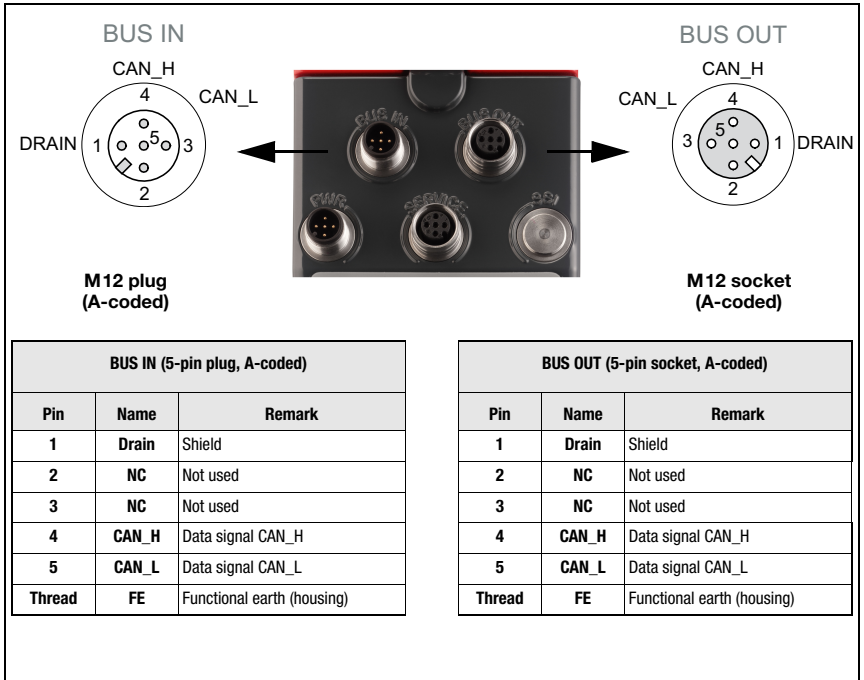 BUS IN
BUS OUT
CAN_H
CAN_H
4
CAN_L
CAN_L
4
DRAIN
1
5
3
3
5
1
DRAIN
2
2
BUS IN
BUS OUT
PWR
SERVICE
SSI
M12 plug
(A-coded)
M12 socket
(A-coded)
BUS IN (5-pin plug, A-coded)
Pin Name Remark
1 Drain Shield
2 NC Not used
3 NC Not used
4 CAN_H Data signal CAN_H
5 CAN_L Data signal CAN_L
Thread FE Functional earth (housing)
BUS OUT (5-pin socket, A-coded)
Pin Name Remark
1 Drain Shield
2 NC Not used
3 NC Not used
4 CAN_H Data signal CAN_H
5 CAN_L Data signal CAN_L
Thread FE Functional earth (housing)